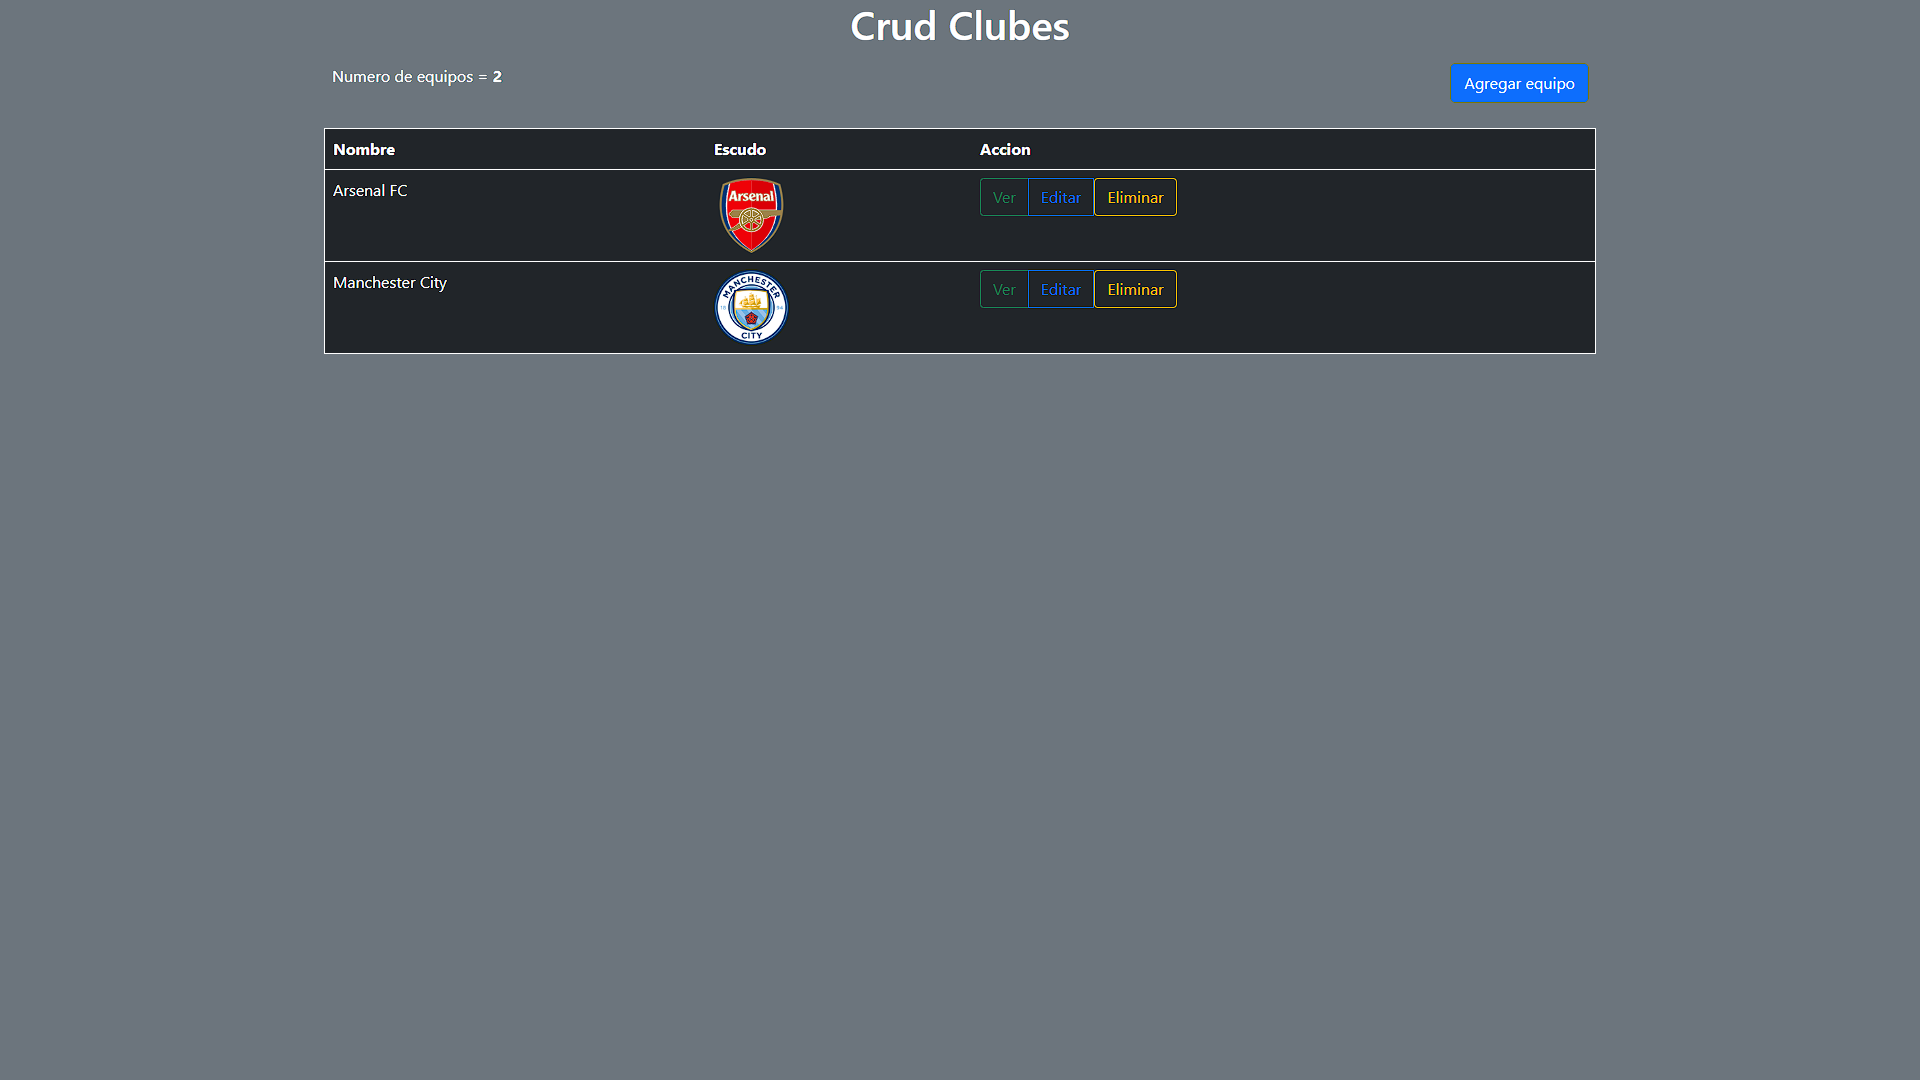 Crud Clubes
Numero de equipos = 2
Agregar equipo
Nombre Escudo Accion
Arsenal FC Arsenal Ver Editar Eliminar
Manchester City MANCHESTER CITY Ver Editar Eliminar